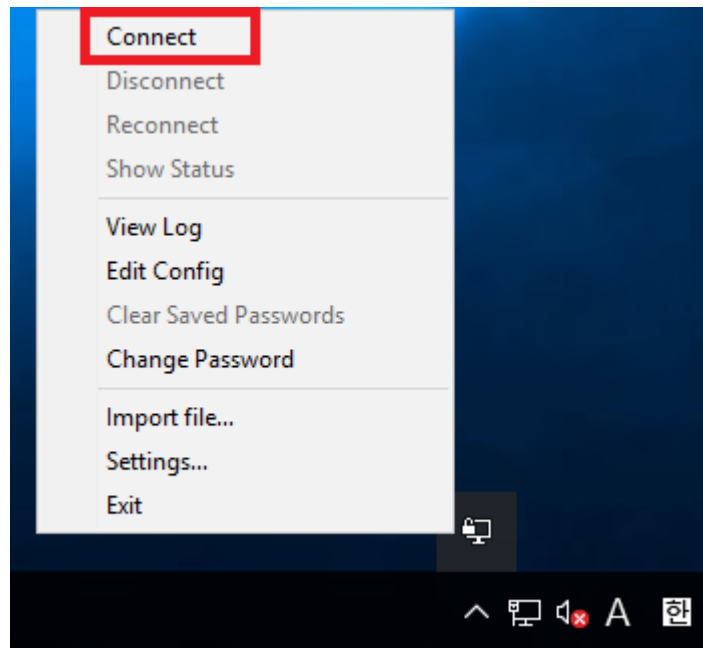 Connect
Disconnect
Reconnect
Show Status
View Log
Edit Config
Clear Saved Passwords
Change Password
Import file...
Settings...
Exit
A 한